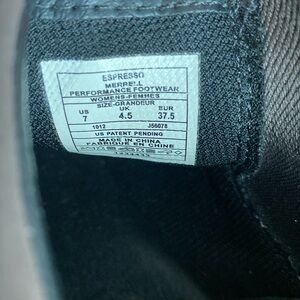 ESPRESSO
MERRELL
PERFORMANCE FOOTWEAR
WOMENS-FEMMES
SIZE-GRANDEUR
US UK EUR
7 4.5 37.5
1012 J56078
US PATENT PENDING
MADE IN CHINA
FABRIQUE EN CHINE